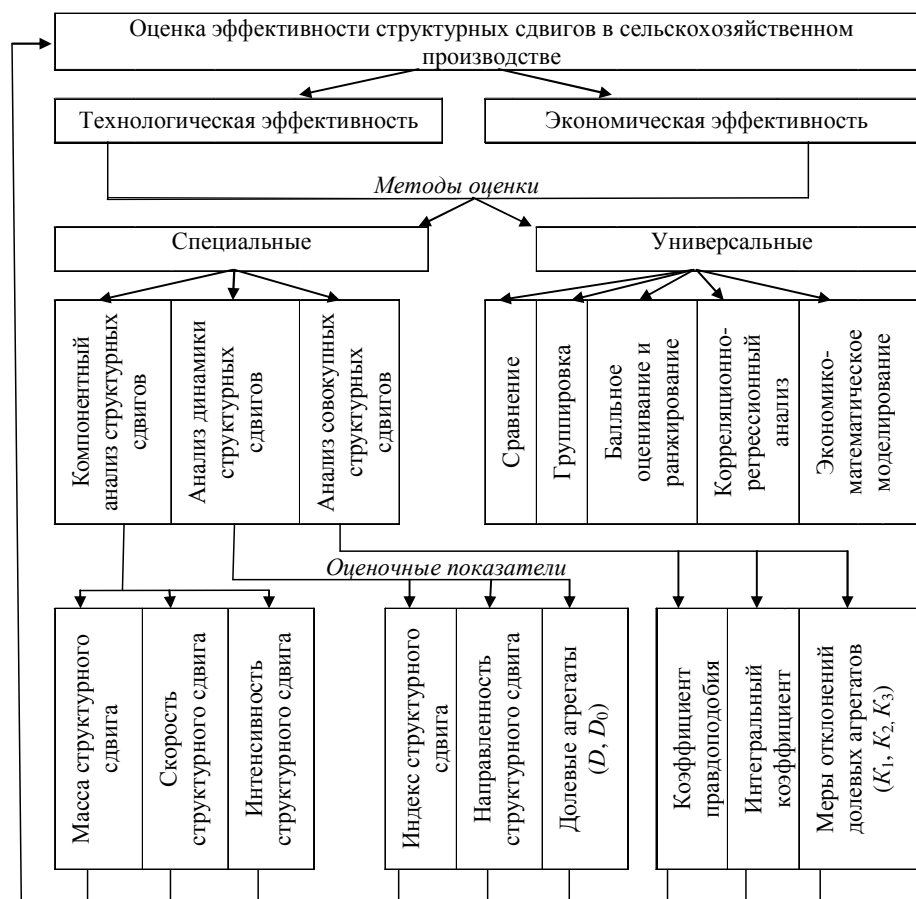 Оценка эффективности структурных сдвигов в сельскохозяйственном
производстве
Технологическая эффективность
Экономическая эффективность
Методы оценки
Специальные
Универсальные
Компонентный
анализ структурных
сдвигов
Анализ динамики
структурных
сдвигов
Анализ совокупных
структурных
сдвигов
Сравнение
Группировка
Балльное
оценивание и
ранжирование
Корреляционно-
регрессионный
анализ
Экономико-
математическое
моделирование
Оценочные показатели
Масса структурного
сдвига
Скорость
структурного сдвига
Интенсивность
структурного сдвига
Индекс структурного
сдвига
Направленность
структурного сдвига
Долевые агрегаты
(D, D₀)
Коэффициент
правдоподобия
Интегральный
коэффициент
Меры отклонений
долевых агрегатов
(K₁, K₂, K₃)